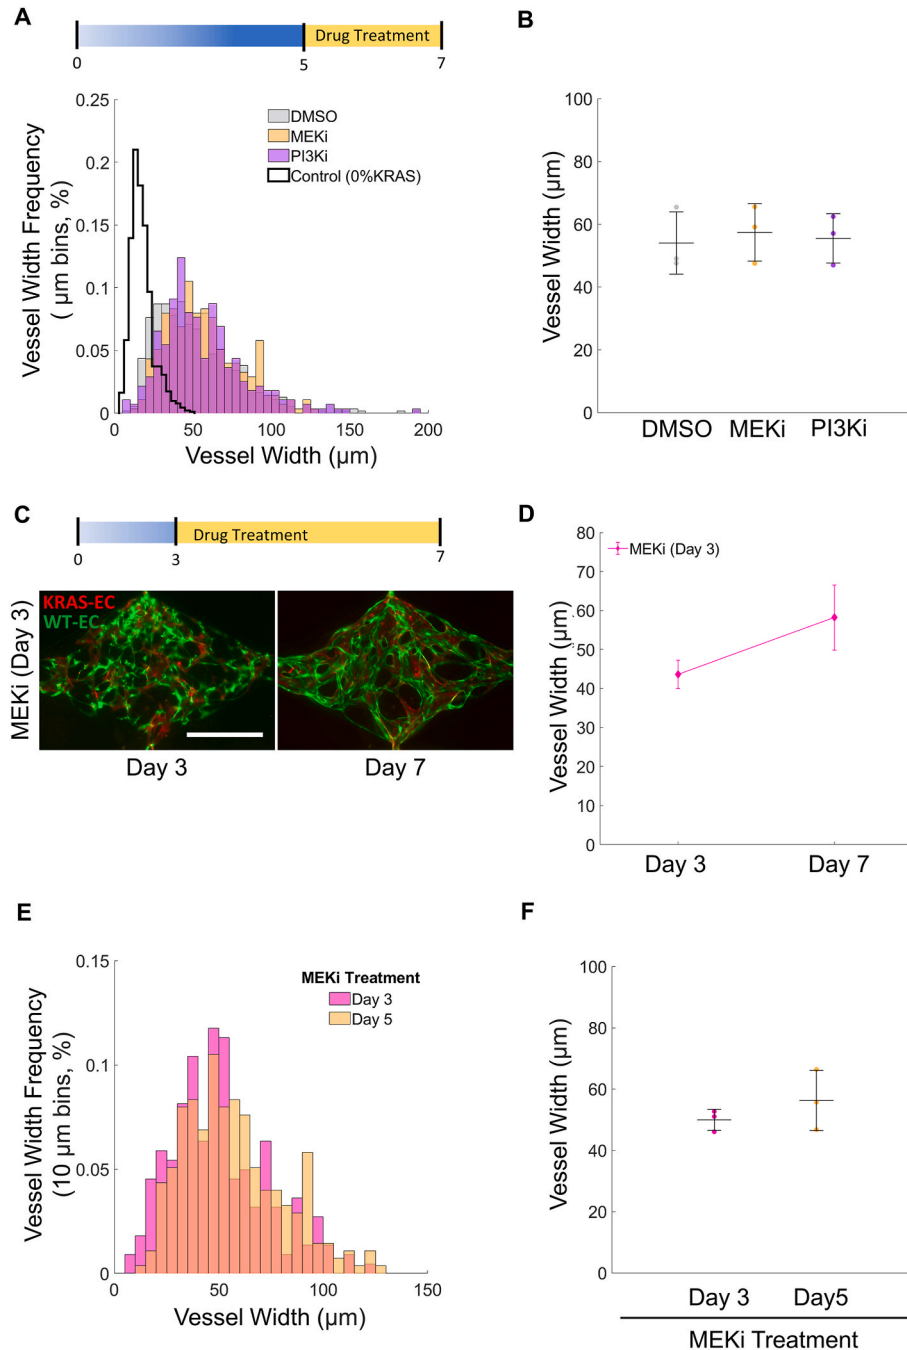 A
Drug Treatment
0
5
7
Vessel Width Frequency
( µm bins, %)
0.25
0.2
0.15
0.1
0.05
0
DMSO
MEKi
PI3Ki
Control (0%KRAS)
0
50
100
150
200
Vessel Width (µm)
B
Vessel Width (µm)
100
80
60
40
20
0
DMSO
MEKi
PI3Ki
C
Drug Treatment
0
3
7
MEKi (Day 3)
KRAS-EC
WT-EC
Day 3
Day 7
D
Vessel Width (µm)
80
70
60
50
40
30
20
10
0
MEKi (Day 3)
Day 3
Day 7
E
Vessel Width Frequency
(10 µm bins, %)
0.15
0.1
0.05
0
MEKi Treatment
Day 3
Day 5
0
50
100
150
Vessel Width (µm)
F
Vessel Width (µm)
100
80
60
40
20
0
Day 3
Day5
MEKi Treatment